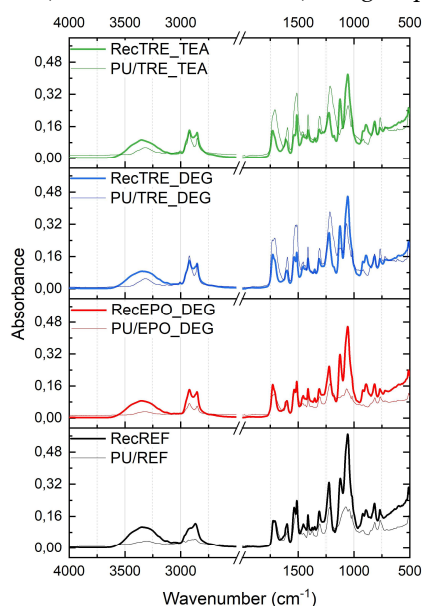 4000 3500 3000 1500 1000 500
0,48 RecTRE_TEA
PU/TRE_TEA
0,32
0,16
0,00
0,48 RecTRE_DEG
PU/TRE_DEG
0,32
0,16
0,00
0,48 RecEPO_DEG
PU/EPO_DEG
0,32
0,16
0,00
0,48 RecREF
PU/REF
0,32
0,16
0,00
4000 3500 3000 1500 1000 500
Absorbance
Wavenumber (cm⁻¹)